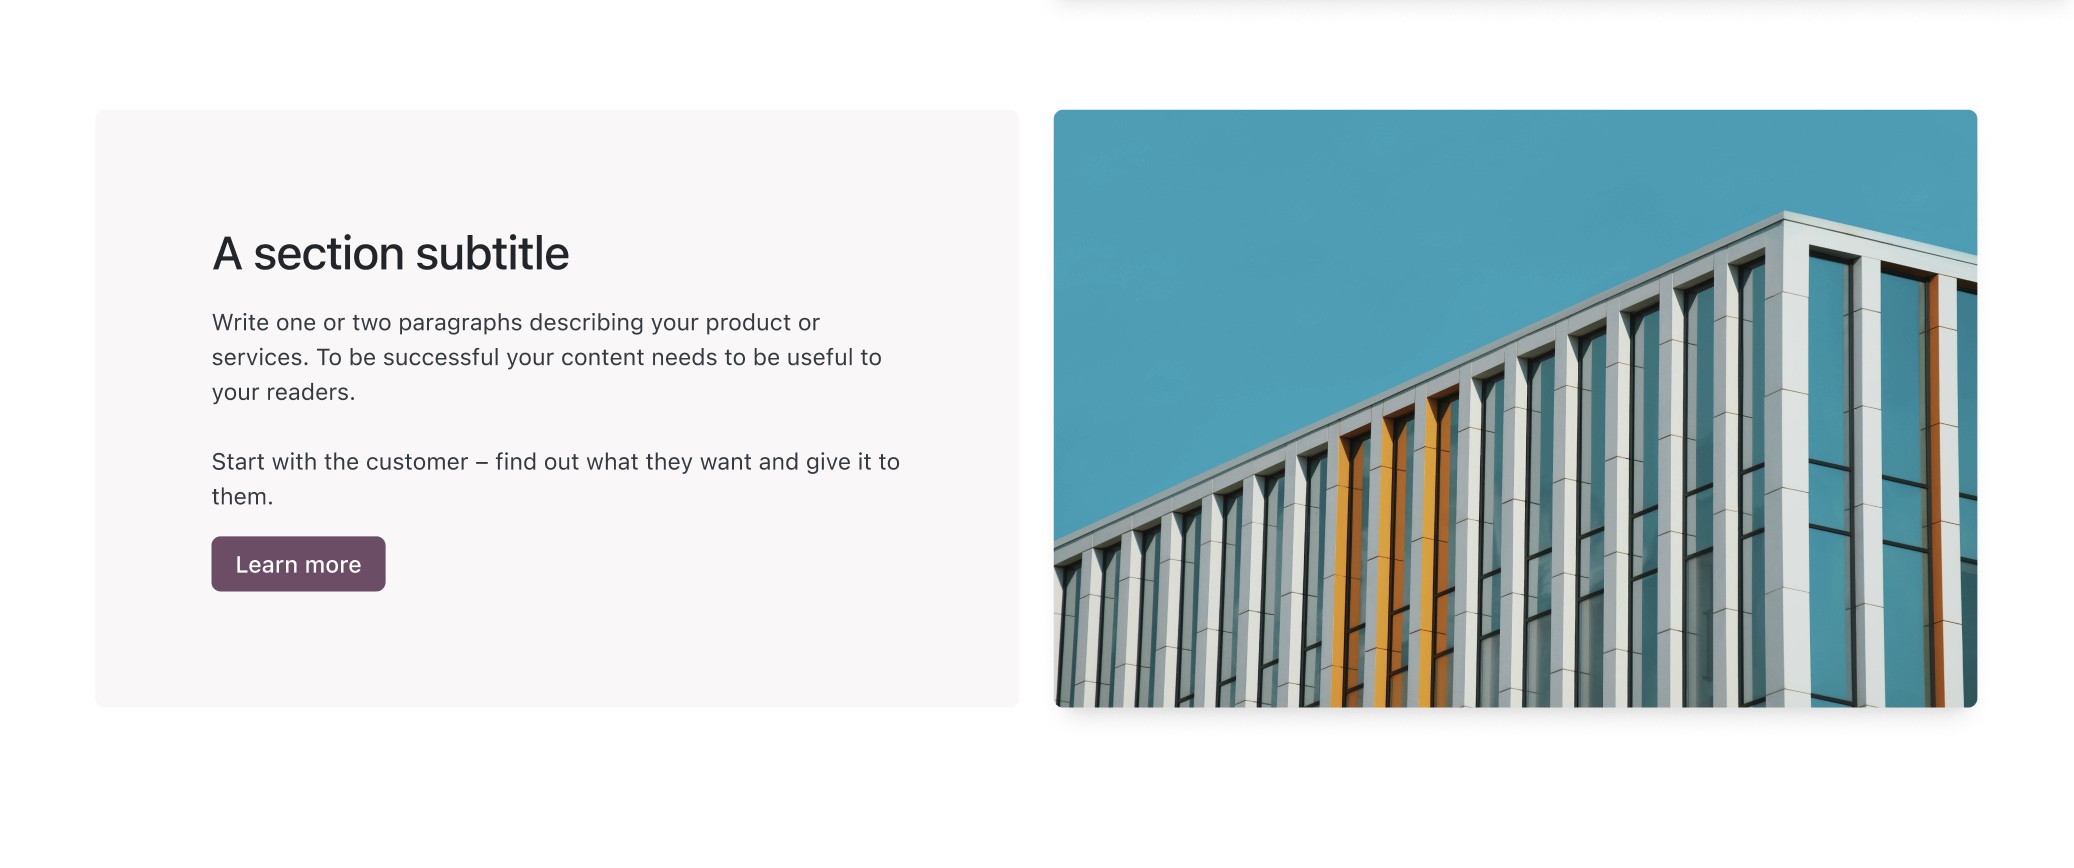 A section subtitle
Write one or two paragraphs describing your product or
services. To be successful your content needs to be useful to
your readers.
Start with the customer – find out what they want and give it to
them.
Learn more